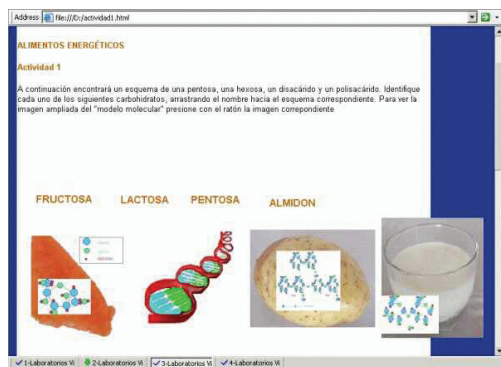 Address file:///D:/actividad1.html
ALIMENTOS ENERGÉTICOS
Actividad 1
A continuación encontrará un esquema de una pentosa, una hexosa, un disacárido y un polisacárido. Identifique
cada uno de los siguientes carbohidratos, arrastrando el nombre hacia el esquema correspondiente. Para ver la
imagen ampliada del "modelo molecular" presione con el ratón la imagen correpondiente
FRUCTOSA LACTOSA PENTOSA ALMIDON
1-Laboratorios Vi 2-Laboratorios Vi 3-Laboratorios Vi 4-Laboratorios Vi